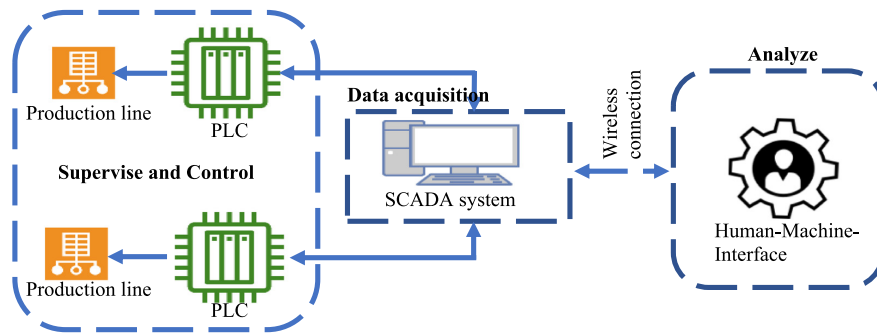 Production line
PLC
Supervise and Control
Production line
PLC
Data acquisition
SCADA system
Wireless
connection
Analyze
Human-Machine-
Interface